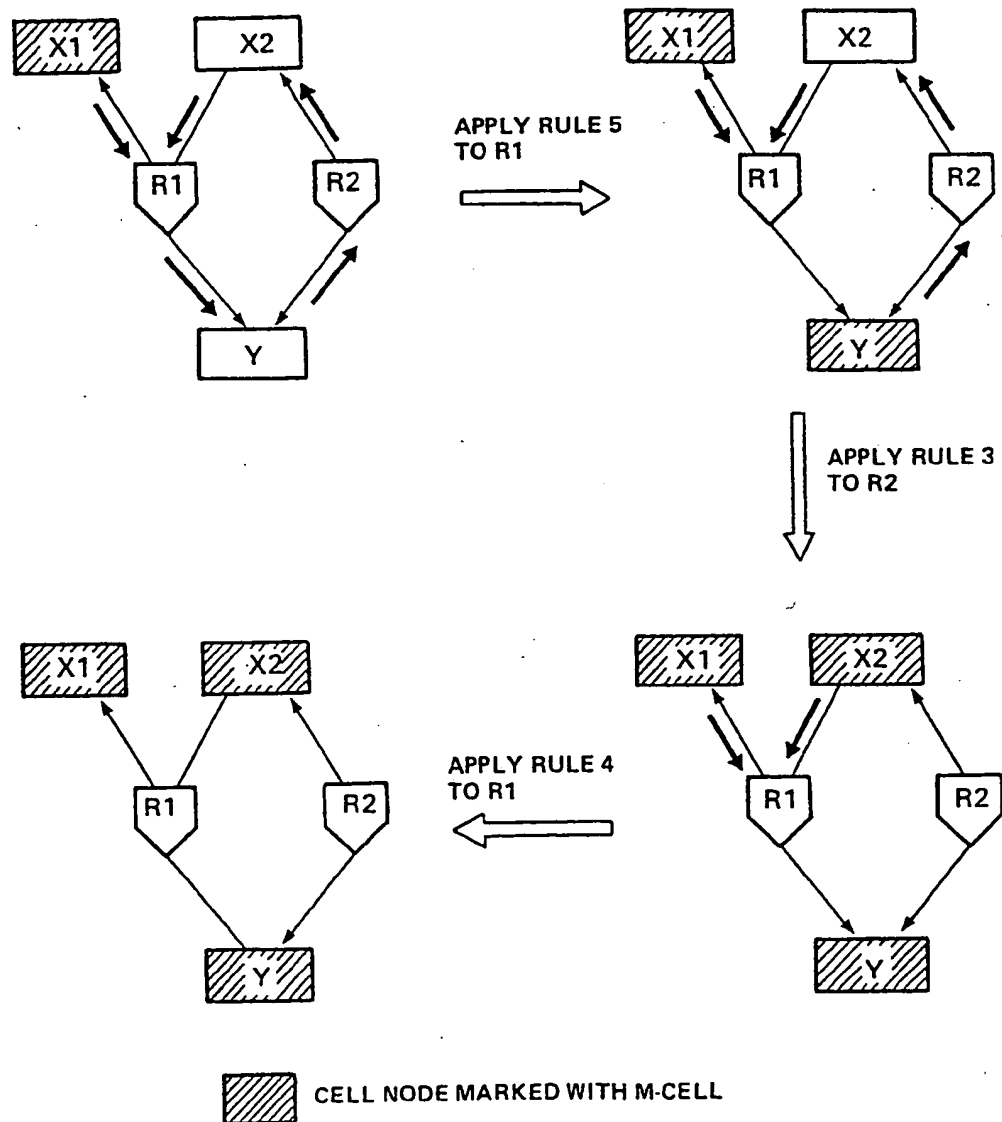 X1 X2
R1 R2
Y
APPLY RULE 5
TO R1
X1 X2
R1 R2
Y
APPLY RULE 3
TO R2
X1 X2
R1 R2
Y
APPLY RULE 4
TO R1
X1 X2
R1 R2
Y
CELL NODE MARKED WITH M-CELL